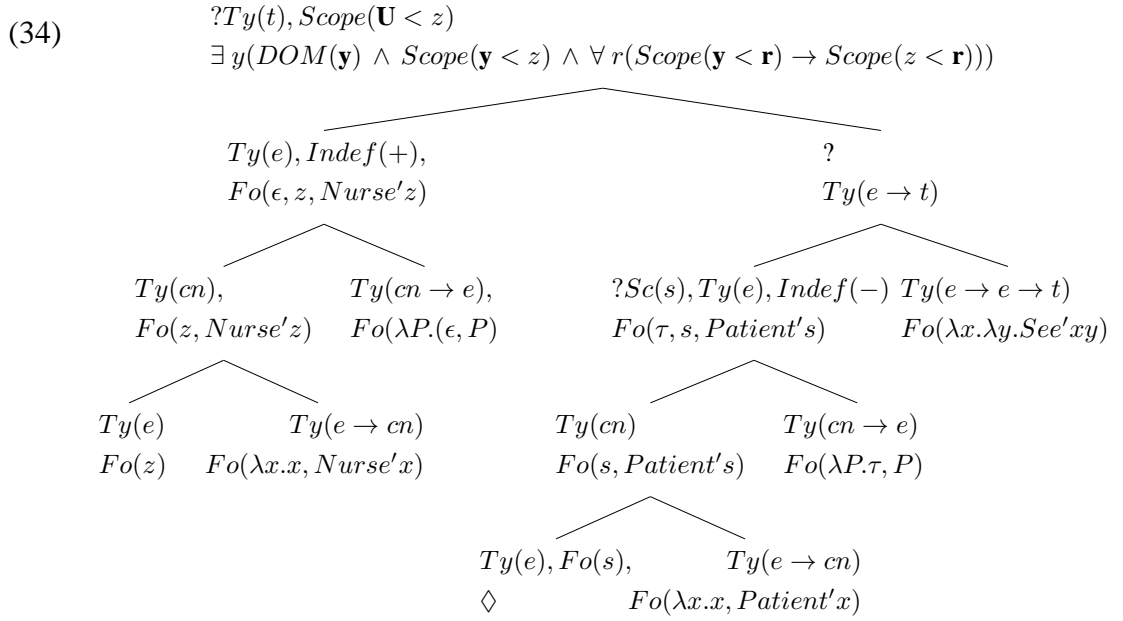 (34)
?Ty(t), Scope(U < z)
∃ y(DOM(y) ∧ Scope(y < z) ∧ ∀ r(Scope(y < r) → Scope(z < r)))
Ty(e), Indef(+), ?
Fo(ϵ, z, Nurse′z) Ty(e → t)
Ty(cn), Ty(cn → e), ?Sc(s), Ty(e), Indef(−) Ty(e → e → t)
Fo(z, Nurse′z) Fo(λP.(ϵ, P) Fo(τ, s, Patient′s) Fo(λx.λy.See′xy)
Ty(e) Ty(e → cn) Ty(cn) Ty(cn → e)
Fo(z) Fo(λx.x, Nurse′x) Fo(s, Patient′s) Fo(λP.τ, P)
Ty(e), Fo(s), Ty(e → cn)
◊ Fo(λx.x, Patient′x)